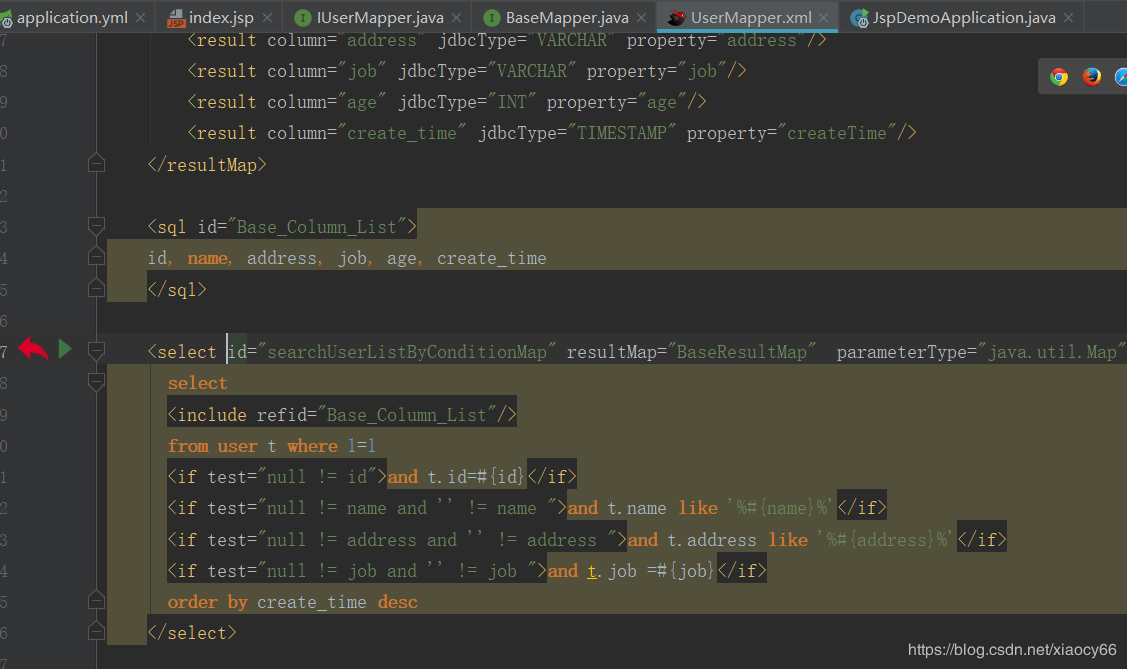 application.yml × index.jsp × IUserMapper.java × BaseMapper.java × UserMapper.xml × JspDemoApplication.java ×
7 <result column="address" jdbcType="VARCHAR" property="address"/>
8 <result column="job" jdbcType="VARCHAR" property="job"/>
9 <result column="age" jdbcType="INT" property="age"/>
0 <result column="create_time" jdbcType="TIMESTAMP" property="createTime"/>
1 </resultMap>
2
3 <sql id="Base_Column_List">
4 id, name, address, job, age, create_time
5 </sql>
6
7 <select id="searchUserListByConditionMap" resultMap="BaseResultMap" parameterType="java.util.Map"
8 select
9 <include refid="Base_Column_List"/>
0 from user t where 1=1
1 <if test="null != id">and t.id=#{id}</if>
2 <if test="null != name and '' != name ">and t.name like '%#{name}%'</if>
3 <if test="null != address and '' != address ">and t.address like '%#{address}%'</if>
4 <if test="null != job and '' != job ">and t.job =#{job}</if>
5 order by create_time desc
6 </select>
7
https://blog.csdn.net/xiaocy66